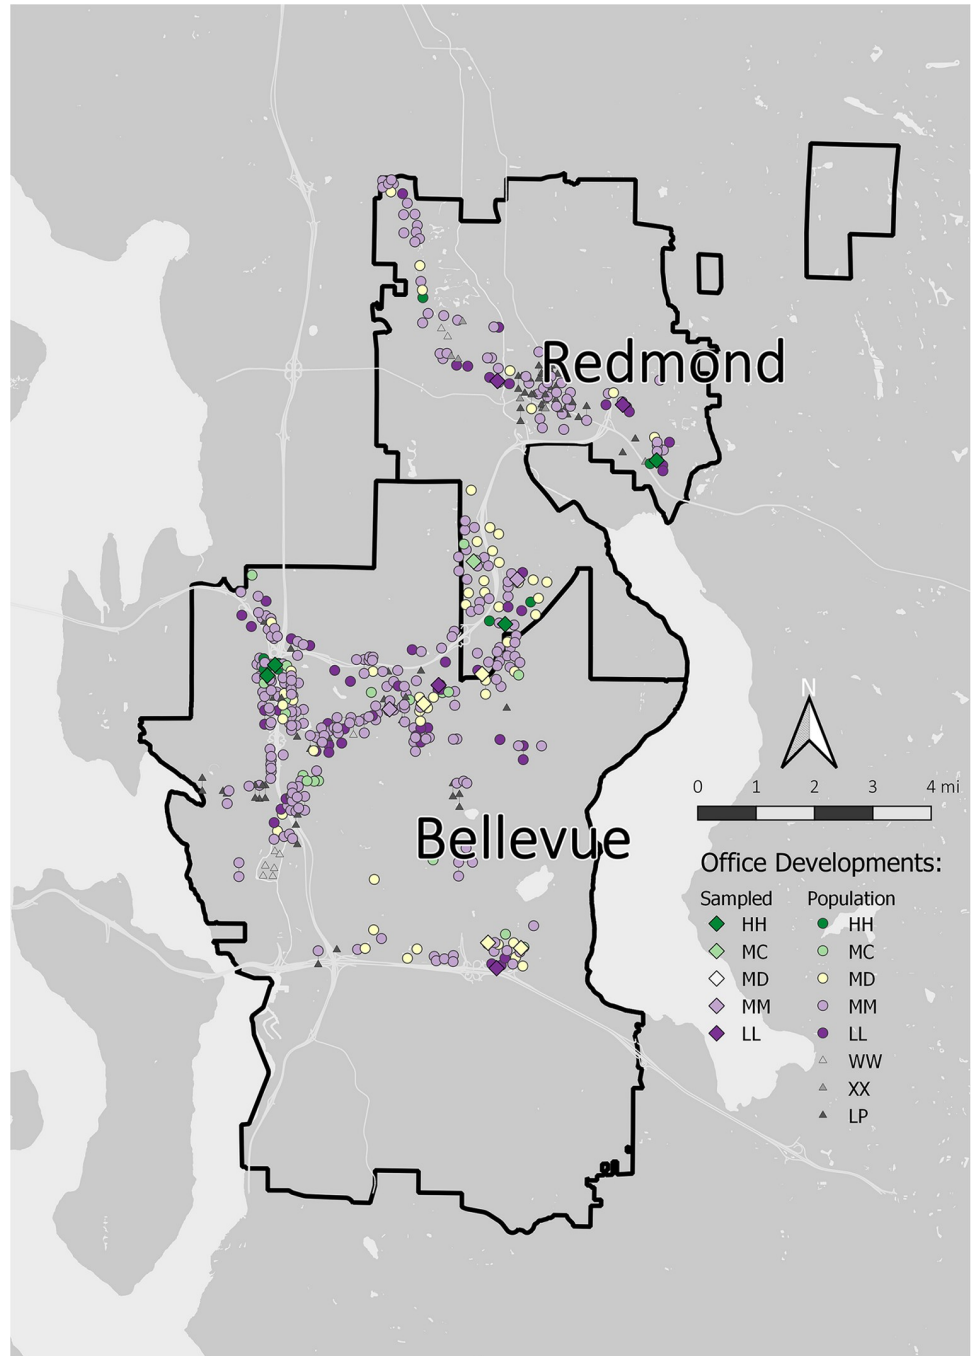 Redmond
N
0 1 2 3 4 mi
Bellevue
Office Developments:
Sampled Population
HH HH
MC MC
MD MD
MM MM
LL LL
WW
XX
LP